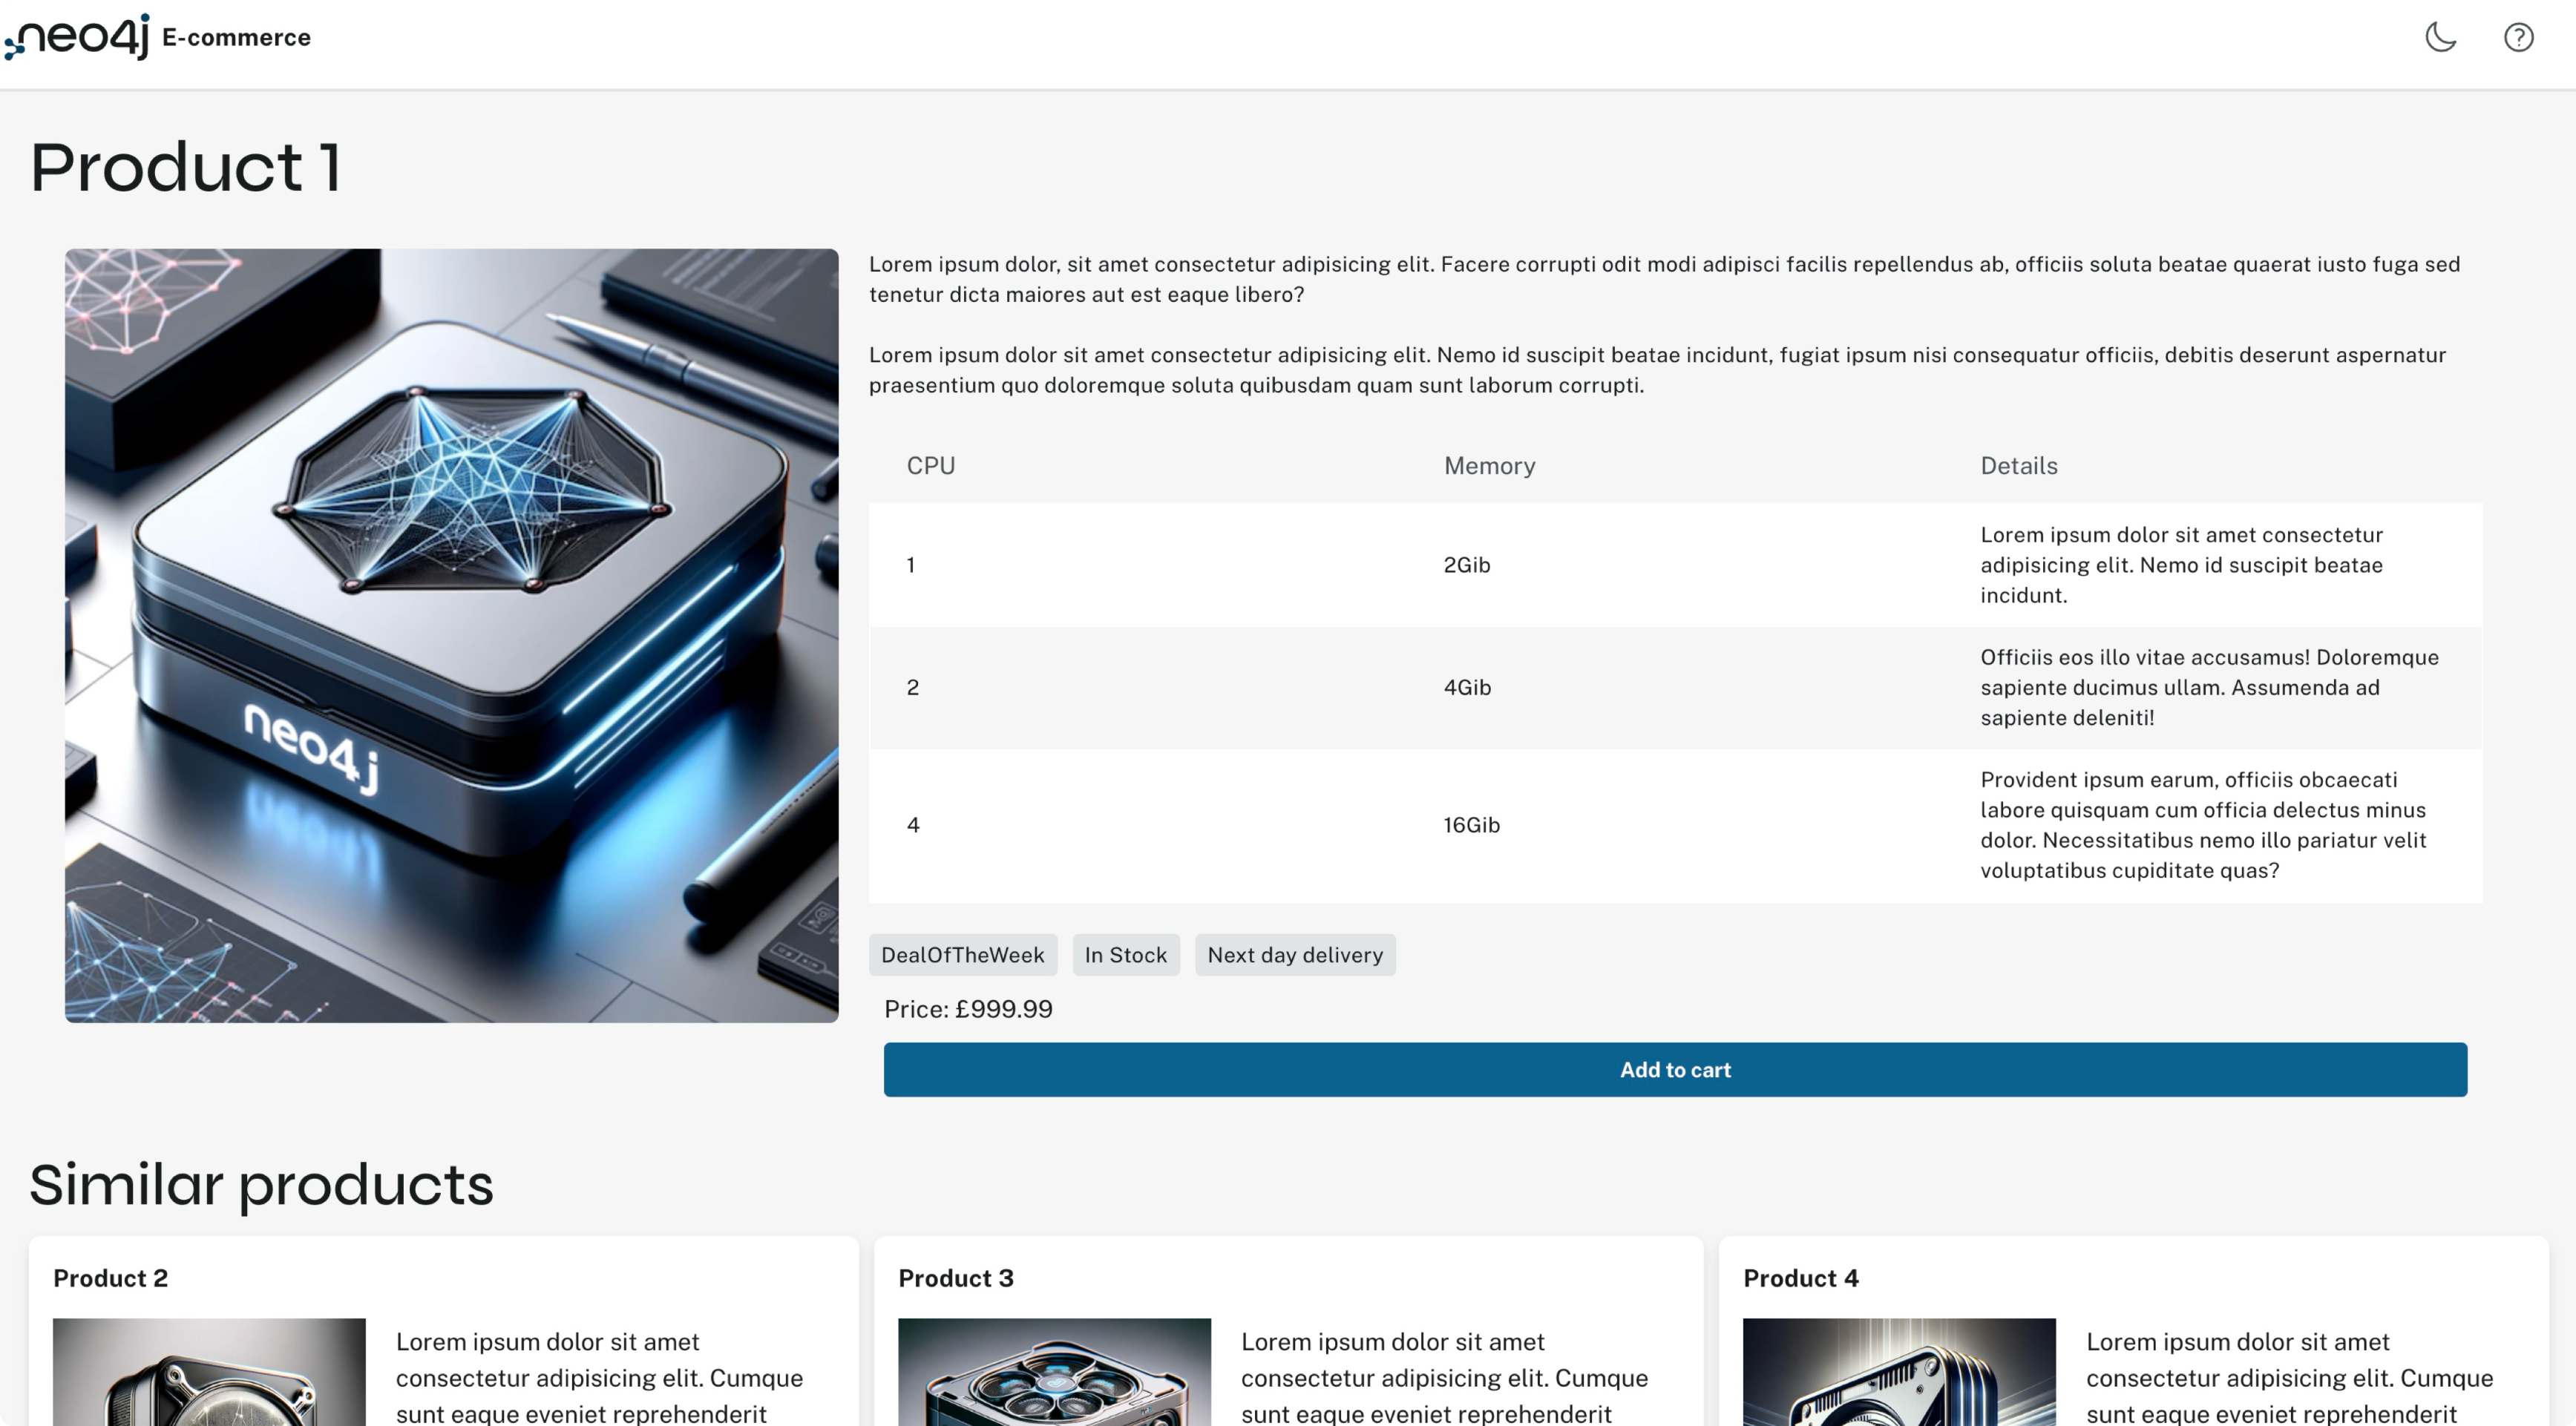 neo4j E-commerce
Product 1
neo4j
Lorem ipsum dolor, sit amet consectetur adipisicing elit. Facere corrupti odit modi adipisci facilis repellendus ab, officiis soluta beatae quaerat iusto fuga sed
tenetur dicta maiores aut est eaque libero?
Lorem ipsum dolor sit amet consectetur adipisicing elit. Nemo id suscipit beatae incidunt, fugiat ipsum nisi consequatur officiis, debitis deserunt aspernatur
praesentium quo doloremque soluta quibusdam quam sunt laborum corrupti.
CPU Memory Details
1 2Gib Lorem ipsum dolor sit amet consectetur
adipisicing elit. Nemo id suscipit beatae
incidunt.
2 4Gib Officiis eos illo vitae accusamus! Doloremque
sapiente ducimus ullam. Assumenda ad
sapiente deleniti!
4 16Gib Provident ipsum earum, officiis obcaecati
labore quisquam cum officia delectus minus
dolor. Necessitatibus nemo illo pariatur velit
voluptatibus cupiditate quas?
DealOfTheWeek In Stock Next day delivery
Price: £999.99
Add to cart
Similar products
Product 2
Lorem ipsum dolor sit amet
consectetur adipisicing elit. Cumque
sunt eaque eveniet reprehenderit
Product 3
Lorem ipsum dolor sit amet
consectetur adipisicing elit. Cumque
sunt eaque eveniet reprehenderit
Product 4
Lorem ipsum dolor sit amet
consectetur adipisicing elit. Cumque
sunt eaque eveniet reprehenderit